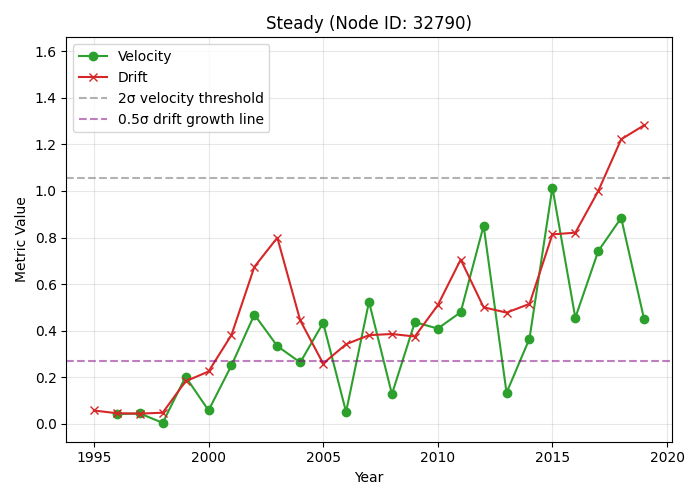 Steady (Node ID: 32790)
Velocity
Drift
2σ velocity threshold
0.5σ drift growth line
Metric Value
1.6
1.4
1.2
1.0
0.8
0.6
0.4
0.2
0.0
1995
2000
2005
2010
2015
2020
Year